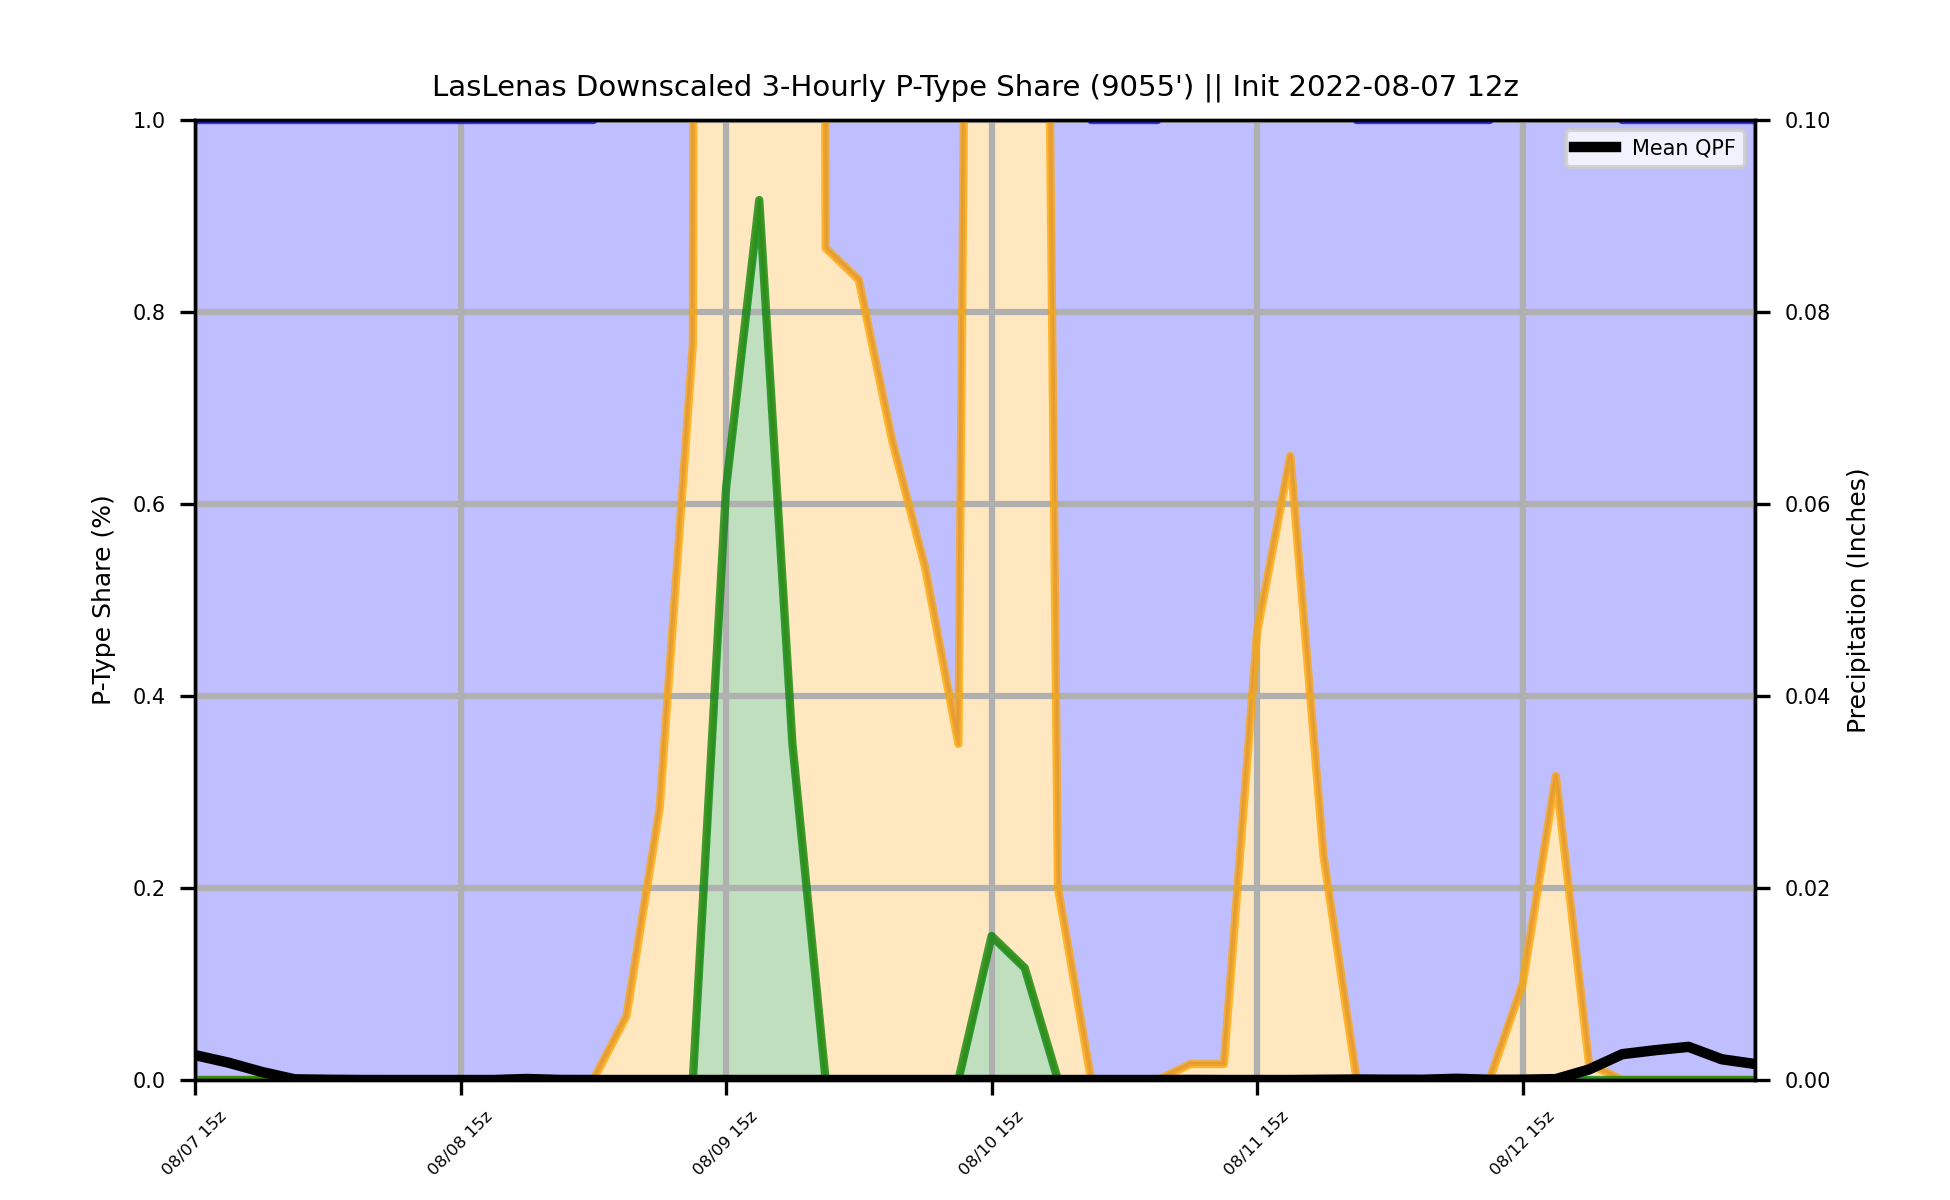 LasLenas Downscaled 3-Hourly P-Type Share (9055') || Init 2022-08-07 12z
Mean QPF
P-Type Share (%)
1.0
0.8
0.6
0.4
0.2
0.0
0.10
0.08
0.06
0.04
0.02
0.00
Precipitation (Inches)
08/07 15z
08/08 15z
08/09 15z
08/10 15z
08/11 15z
08/12 15z